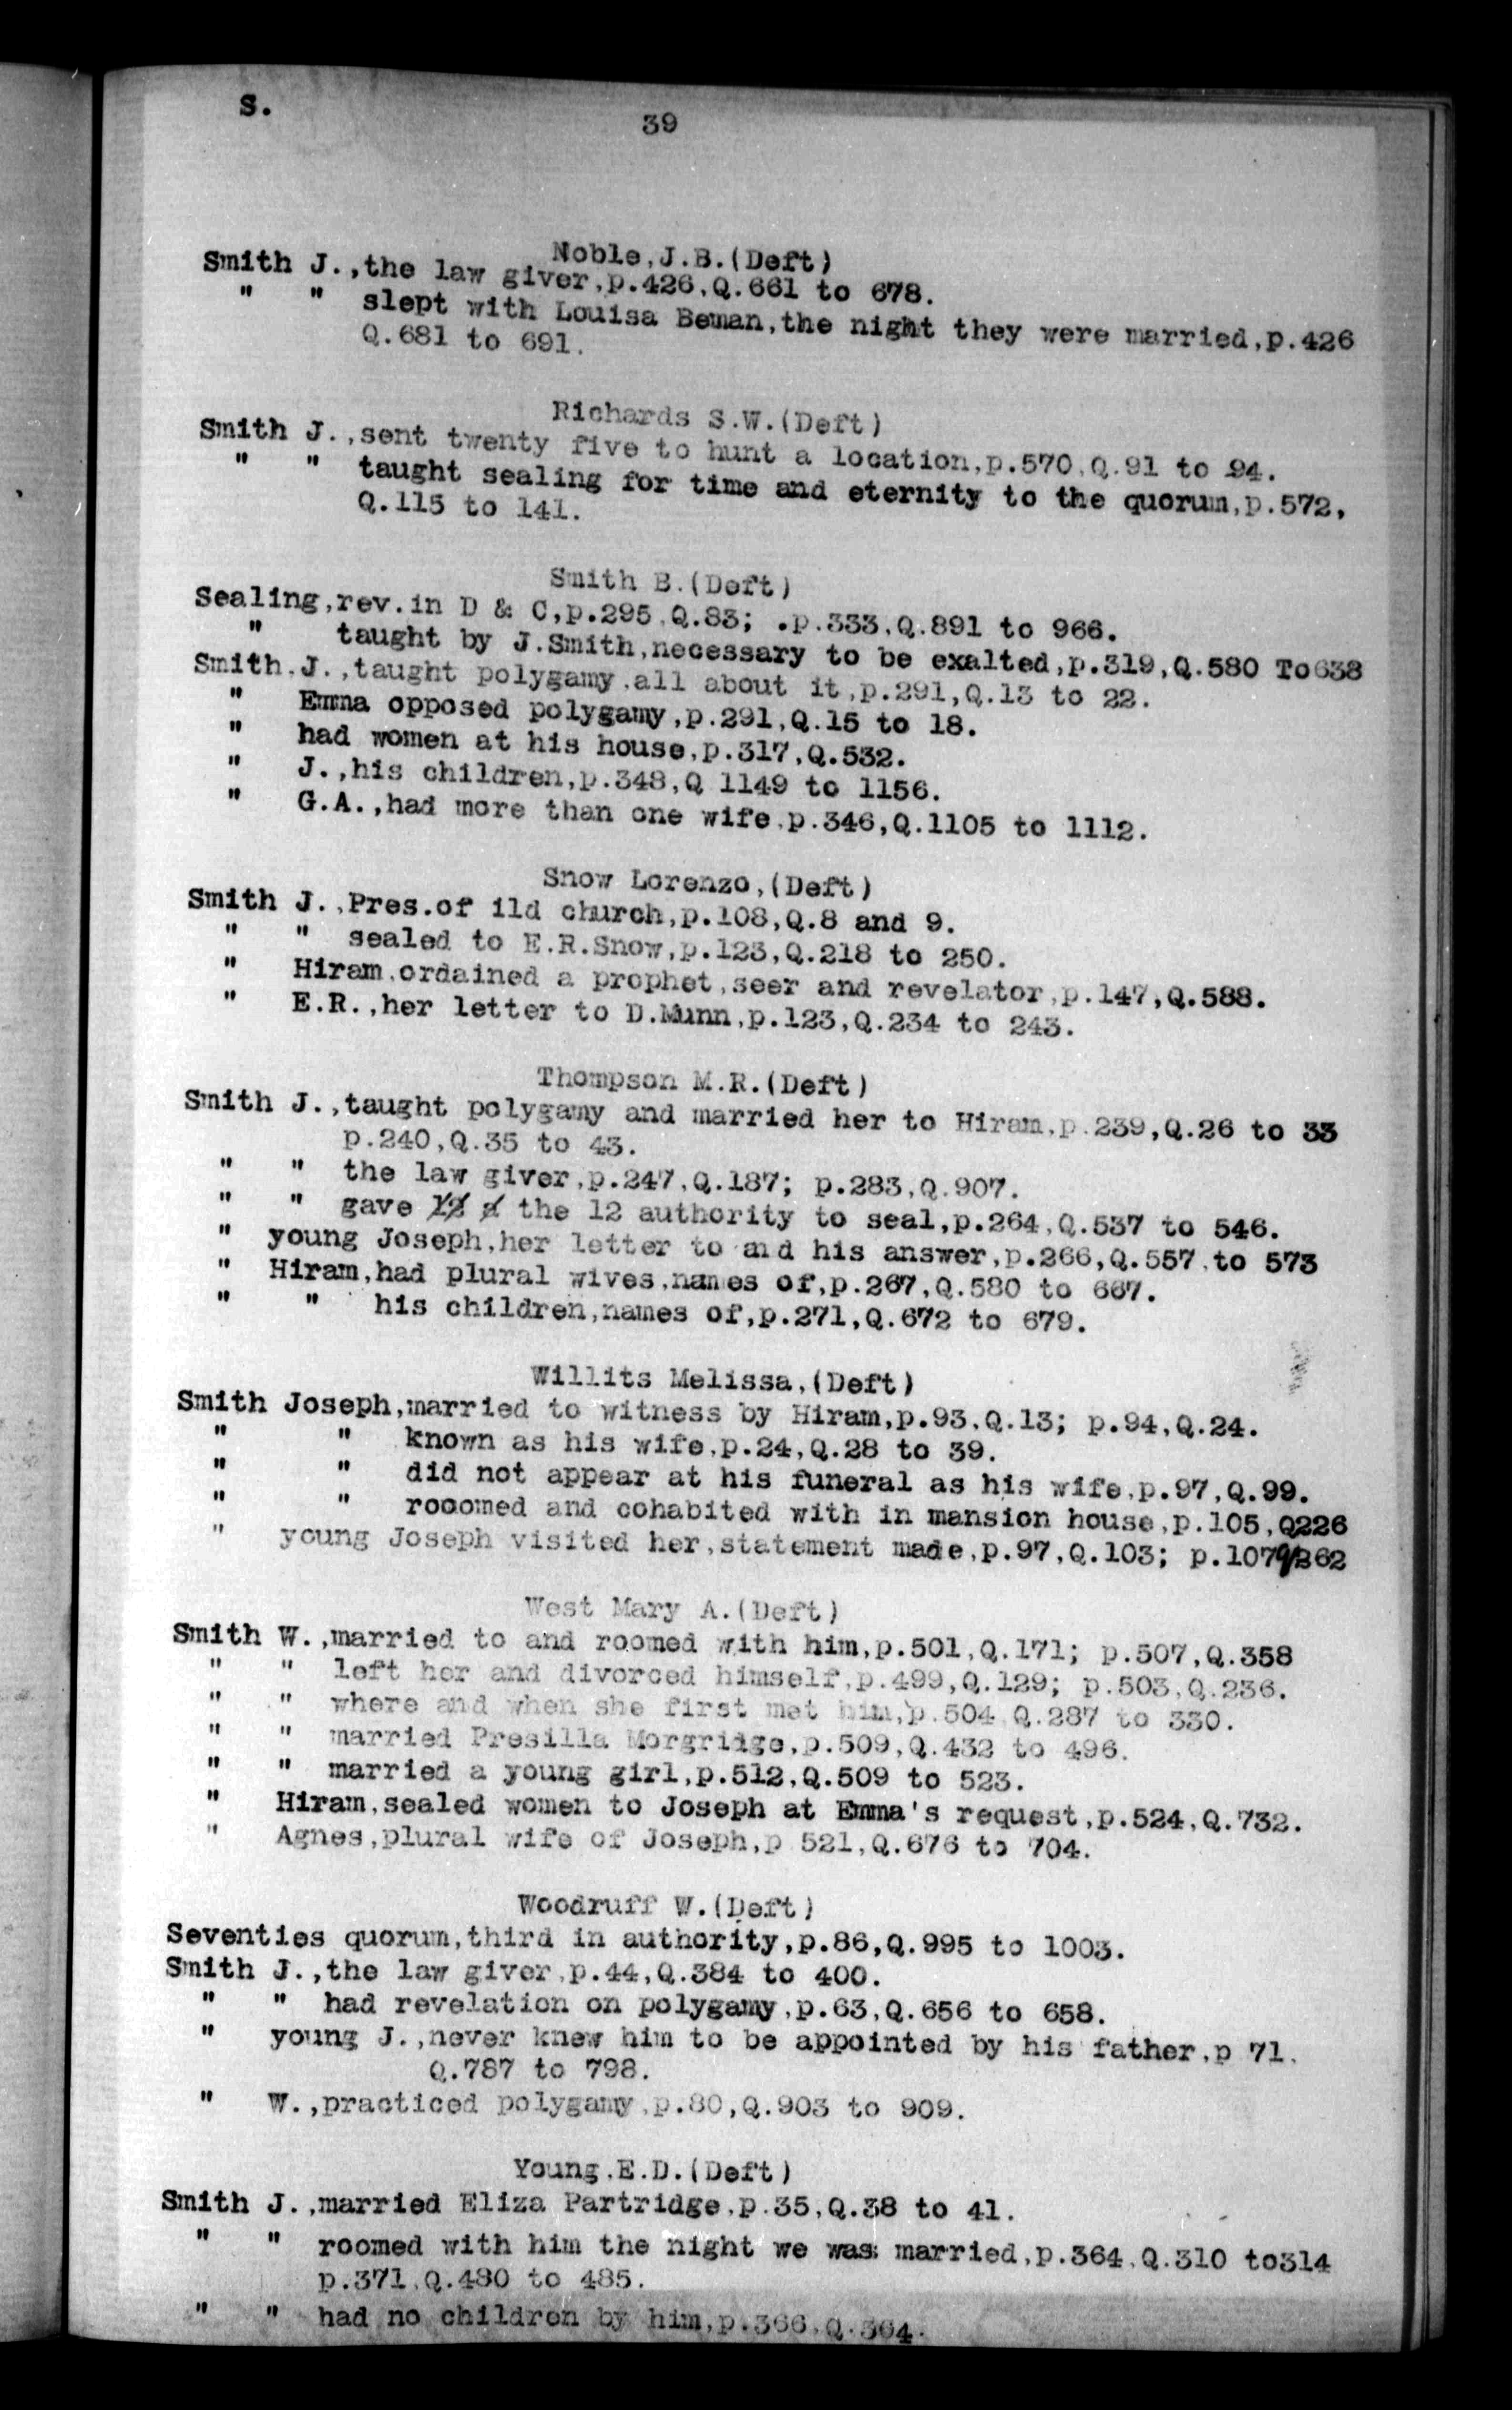 S.
39
Noble,J.B.(Deft)
Smith J.,the law giver,p.426,Q.661 to 678.
" " slept with Louisa Beman,the night they were married,p.426
Q.681 to 691.
Richards S.W.(Deft)
Smith J.,sent twenty five to hunt a location,p.570,Q.91 to 94.
" " taught sealing for time and eternity to the quorum,p.572,
Q.115 to 141.
Smith B.(Deft)
Sealing,rev.in D & C,p.295,Q.83; .p.333,Q.891 to 966.
" taught by J.Smith,necessary to be exalted,p.319,Q.580 To638
Smith,J.,taught polygamy,all about it,p.291,Q.13 to 22.
" Emma opposed polygamy,p.291,Q.15 to 18.
" had women at his house,p.317,Q.532.
" J.,his children,p.348,Q 1149 to 1156.
" G.A.,had more than one wife,p.346,Q.1105 to 1112.
Snow Lorenzo,(Deft)
Smith J.,Pres.of ild church,p.108,Q.8 and 9.
" " sealed to E.R.Snow,p.123,Q.218 to 250.
" Hiram,ordained a prophet,seer and revelator,p.147,Q.588.
" E.R.,her letter to D.Munn,p.123,Q.234 to 243.
Thompson M.R.(Deft)
Smith J.,taught polygamy and married her to Hiram,p.239,Q.26 to 33
p.240,Q.35 to 43.
" " the law giver,p.247,Q.187; p.283,Q.907.
" " gave the 12 authority to seal,p.264,Q.537 to 546.
" young Joseph,her letter to and his answer,p.266,Q.557,to 573
" Hiram,had plural wives,names of,p.267,Q.580 to 667.
" " his children,names of,p.271,Q.672 to 679.
Willits Melissa,(Deft)
Smith Joseph,married to witness by Hiram,p.93,Q.13; p.94,Q.24.
" " known as his wife,p.24,Q.28 to 39.
" " did not appear at his funeral as his wife,p.97,Q.99.
" " rooomed and cohabited with in mansion house,p.105,Q226
" young Joseph visited her,statement made,p.97,Q.103; p.107q262
West Mary A.(Deft)
Smith W.,married to and roomed with him,p.501,Q.171; p.507,Q.358
" " left her and divorced himself,p.499,Q.129; p.503,Q.236.
" " where and when she first met him,p.504,Q.287 to 330.
" " married Presilla Morgridge,p.509,Q.432 to 496.
" " married a young girl,p.512,Q.509 to 523.
" Hiram,sealed women to Joseph at Emma's request,p.524,Q.732.
" Agnes,plural wife of Joseph,p 521,Q.676 to 704.
Woodruff W.(Deft)
Seventies quorum,third in authority,p.86,Q.995 to 1003.
Smith J.,the law giver,p.44,Q.384 to 400.
" " had revelation on polygamy,p.63,Q.656 to 658.
" young J.,never knew him to be appointed by his father,p 71,
Q.787 to 798.
" W.,practiced polygamy,p.80,Q.903 to 909.
Young,E.D.(Deft)
Smith J.,married Eliza Partridge,p.35,Q.38 to 41.
" " roomed with him the night we was married,p.364,Q.310 to314
p.371,Q.480 to 485.
" " had no children by him,p.366,Q.364.